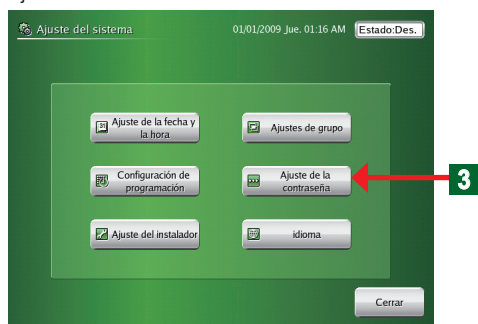 Ajuste del sistema
01/01/2009 Jue. 01:16 AM
Estado:Des.
Ajuste de la fecha y
la hora
Ajustes de grupo
Configuración de
programación
Ajuste de la
contraseña
3
Ajuste del instalador
idioma
Cerrar